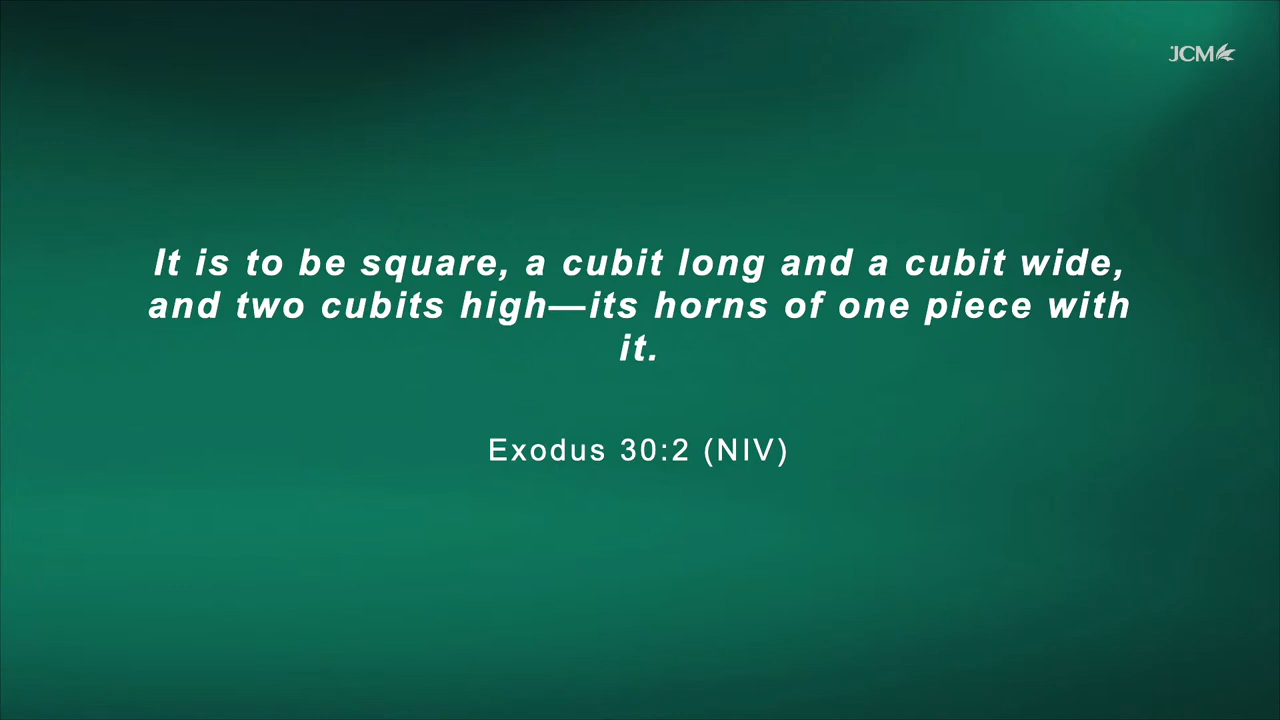 JCM
It is to be square, a cubit long and a cubit wide,
and two cubits high—its horns of one piece with
it.
Exodus 30:2 (NIV)